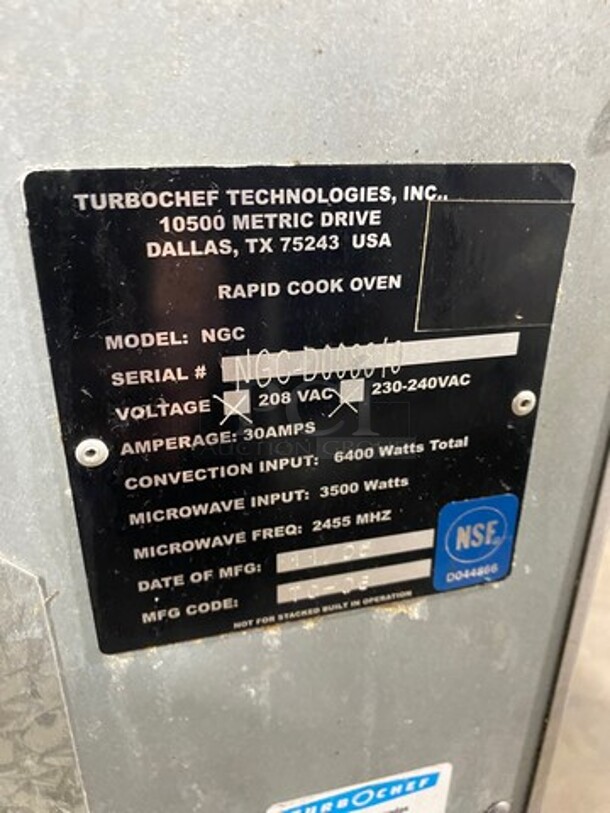 TURBOCHEF TECHNOLOGIES, INC..
10500 METRIC DRIVE
DALLAS, TX 75243 USA
RAPID COOK OVEN
MODEL: NGC
SERIAL #
VOLTAGE 208 VAC 230-240VAC
AMPERAGE: 30AMPS
CONVECTION INPUT: 6400 Watts Total
MICROWAVE INPUT: 3500 Watts
MICROWAVE FREQ: 2455 MHZ
DATE OF MFG:
MFG CODE:
NSF
D044866
NOT FOR STACKED BUILT IN OPERATION
TURBOCHEF